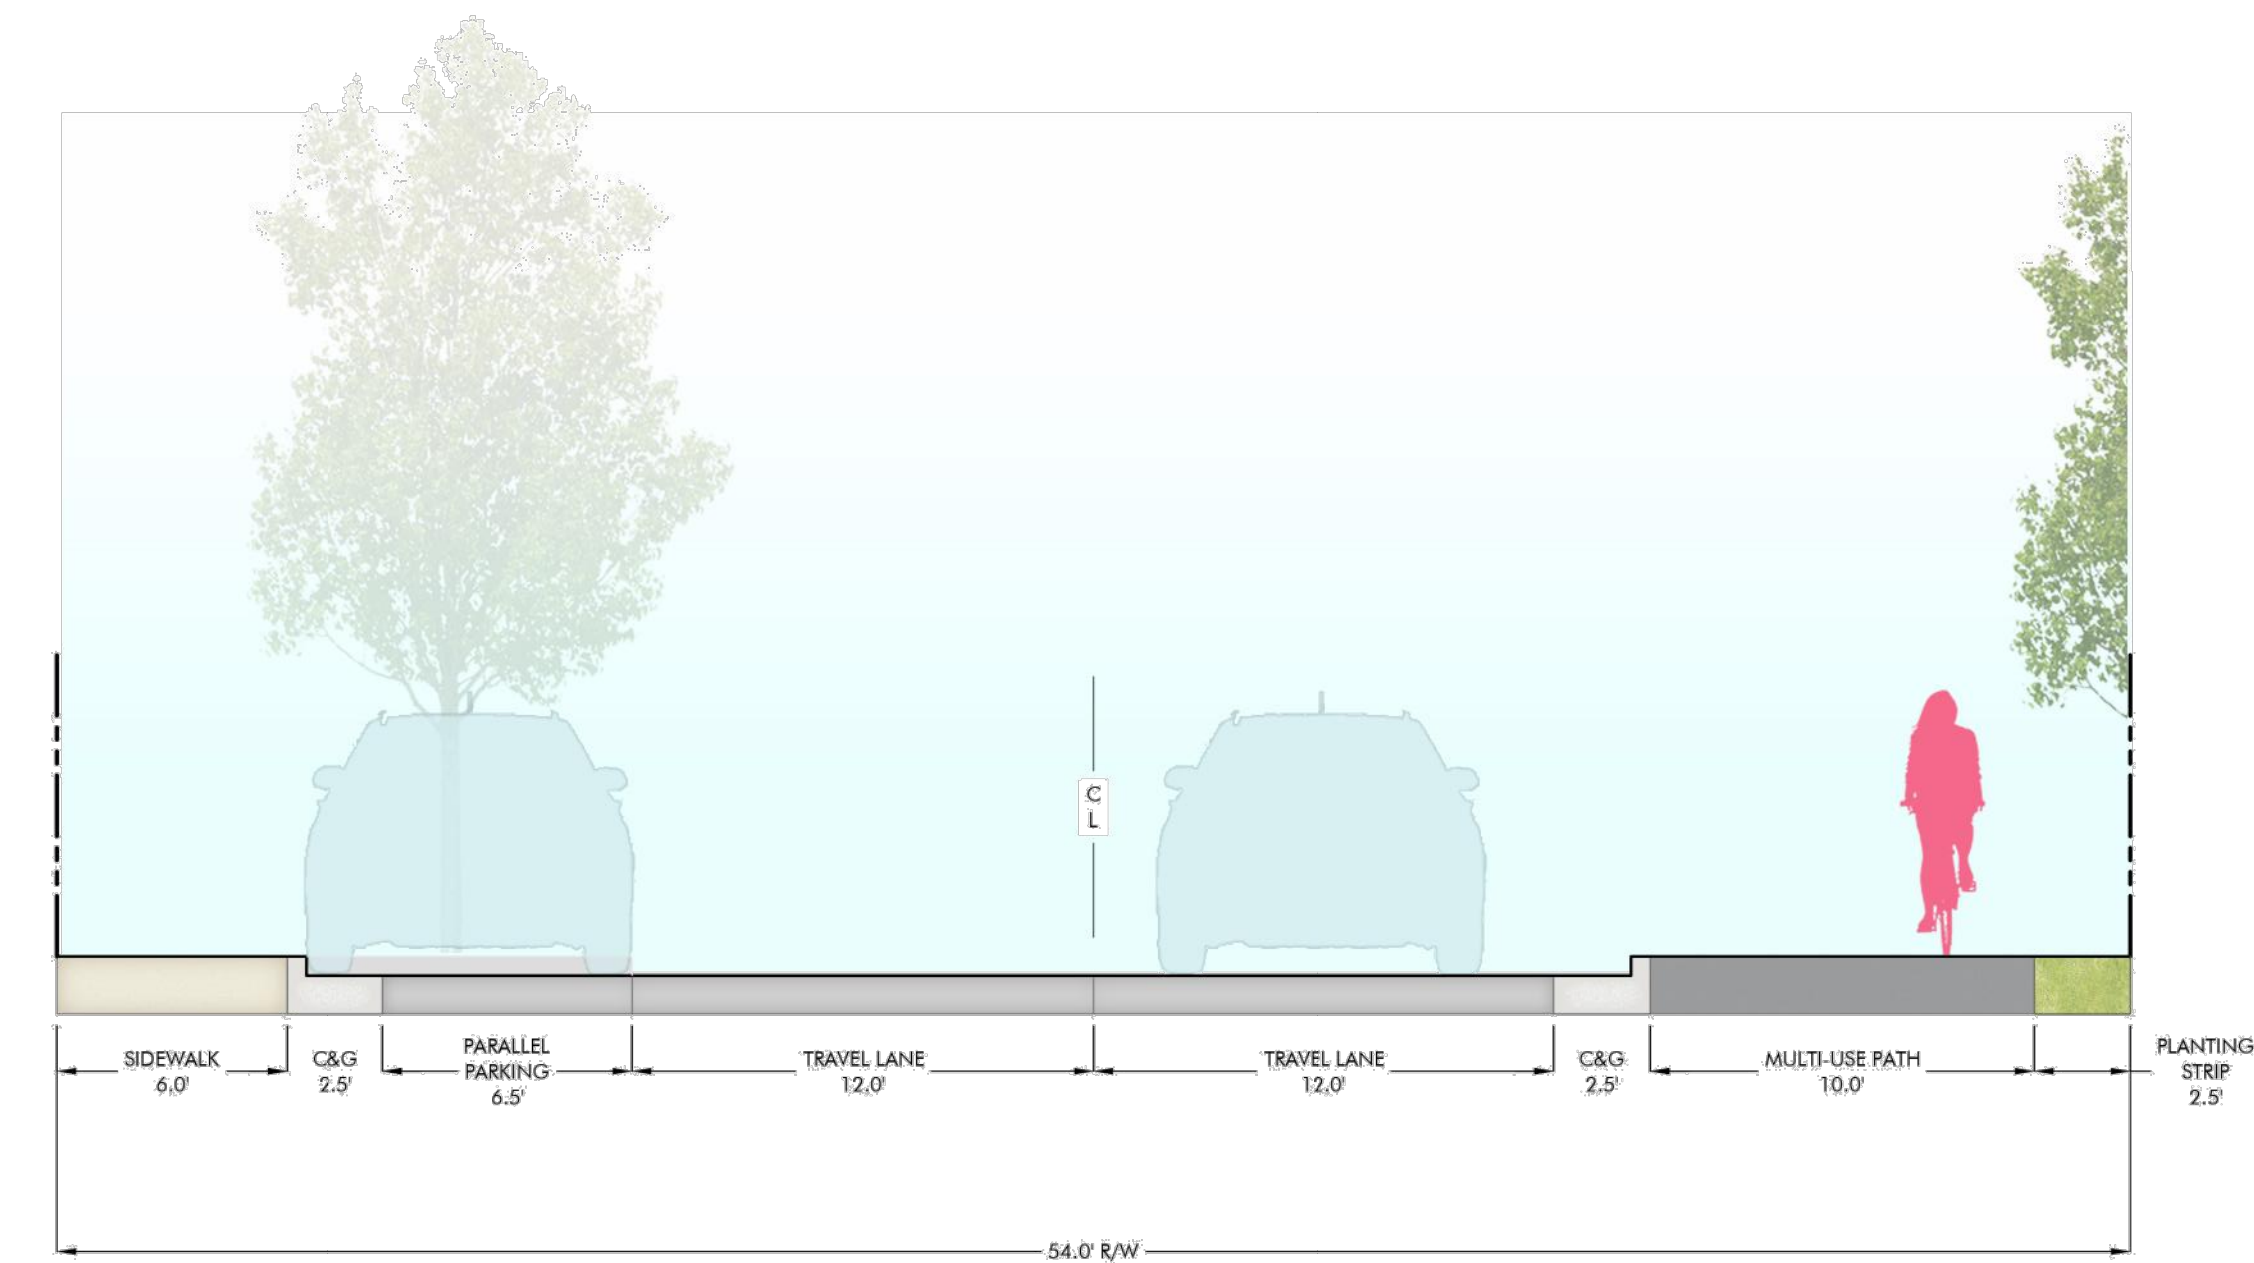 C
L
SIDEWALK
6.0'
C&G
2.5'
PARALLEL
PARKING
6.5'
TRAVEL LANE
12.0'
TRAVEL LANE
12.0'
C&G
2.5'
MULTI-USE PATH
10.0'
PLANTING
STRIP
2.5'
54.0' R/W